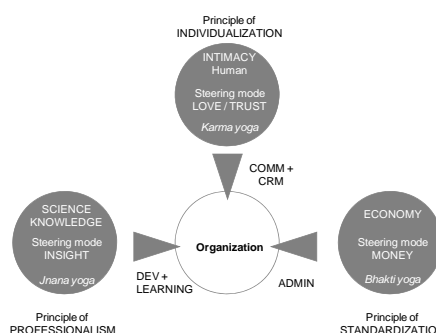 Principle of
INDIVIDUALIZATION
INTIMACY
Human
Steering mode
LOVE / TRUST
Karma yoga
COMM +
CRM
SCIENCE
KNOWLEDGE
Steering mode
INSIGHT
Jnana yoga
Organization
ECONOMY
Steering mode
MONEY
Bhakti yoga
DEV +
LEARNING
ADMIN
Principle of
PROFESSIONALISM
Principle of
STANDARDIZATIO